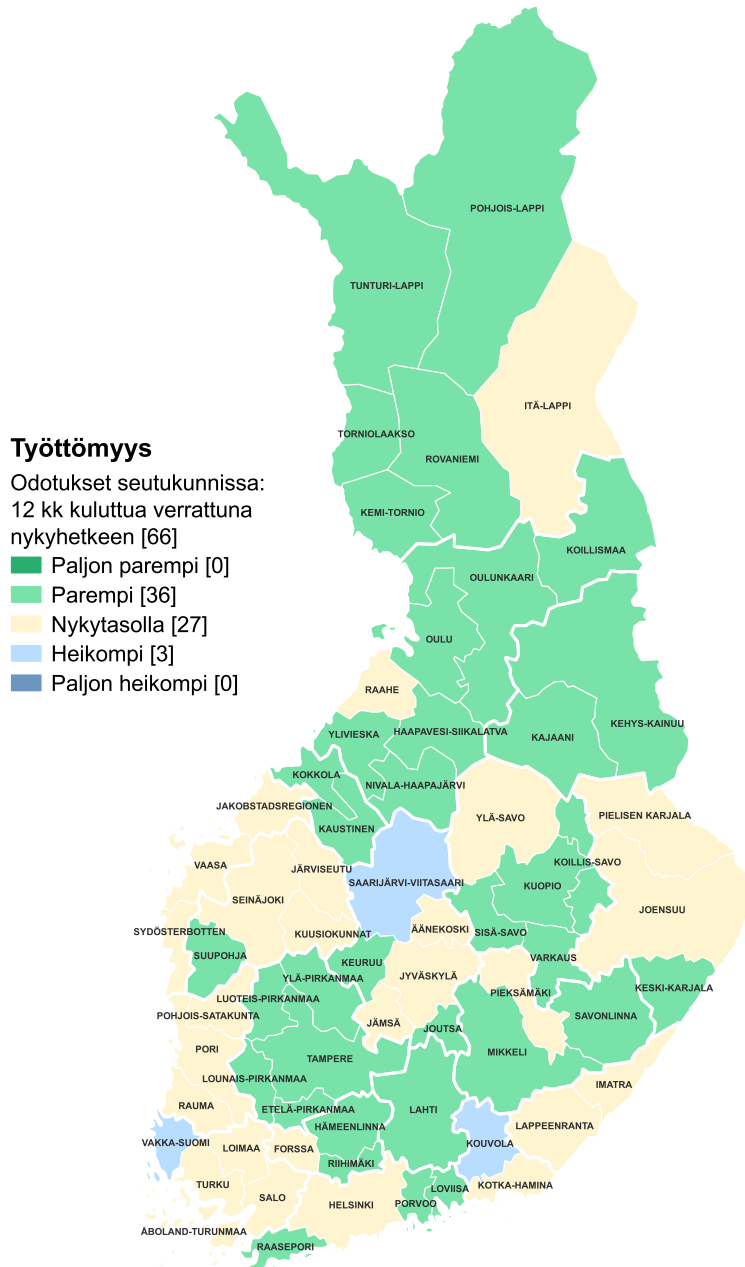 POHJOIS-LAPPI
TUNTURI-LAPPI
ITÄ-LAPPI
TORNIOLAAKSO
ROVANIEMI
Työttömyys
Odotukset seutukunnissa:
12 kk kuluttua verrattuna
nykyhetkeen [66]
Paljon parempi [0]
Parempi [36]
Nykytasolla [27]
Heikompi [3]
Paljon heikompi [0]
KEMI-TORNIO
KOILLISMAA
OULUNKAARI
OULU
RAAHE
KEHYS-KAINUU
HAAPAVESI-SIIKALATVA
YLIVIESKA
KAJAANI
KOKKOLA
NIVALA-HAAPAJÄRVI
JAKOBSTADSREGIONEN
PIELISEN KARJALA
YLÄ-SAVO
KAUSTINEN
KOILLIS-SAVO
VAASA
JÄRVISEUTU
SAARIJÄRVI-VIITASAARI
KUOPIO
SEINÄJOKI
JOENSUU
ÄÄNEKOSKI
SYDÖSTERBOTTEN
KUUSIOKUNNAT
SISÄ-SAVO
SUUPOHJA
VARKAUS
KEURUU
YLÄ-PIRKANMAA
JYVÄSKYLÄ
KESKI-KARJALA
PIEKSÄMÄKI
LUOTEIS-PIRKANMAA
POHJOIS-SATAKUNTA
SAVONLINNA
JÄMSÄ
JOUTSA
PORI
MIKKELI
TAMPERE
LOUNAIS-PIRKANMAA
IMATRA
RAUMA
ETELÄ-PIRKANMAA
LAHTI
HÄMEENLINNA
LAPPEENRANTA
VAKKA-SUOMI
KOUVOLA
LOIMAA
FORSSA
RIIHIMÄKI
TURKU
KOTKA-HAMINA
LOVIISA
SALO
HELSINKI
PORVOO
ÅBOLAND-TURUNMAA
RAASEPORI